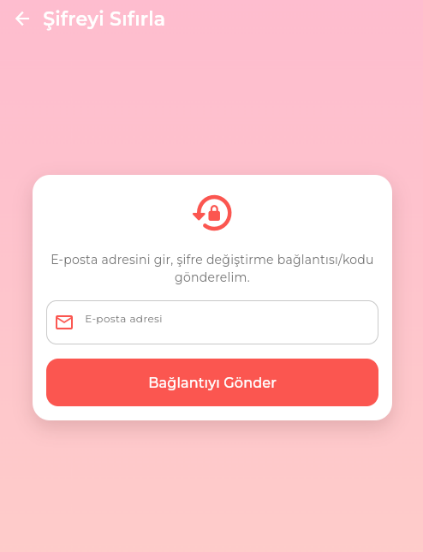 Şifreyi Sıfırla
E-posta adresini gir, şifre değiştirme bağlantısı/kodu
gönderelim.
E-posta adresi
Bağlantıyı Gönder